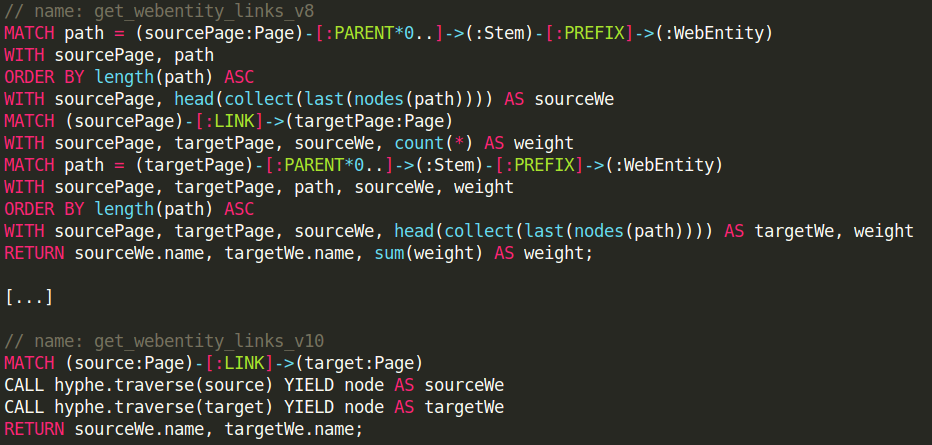 // name: get_webentity_links_v8
MATCH path = (sourcePage:Page)-[:PARENT*0..]->(:Stem)-[:PREFIX]->(:WebEntity)
WITH sourcePage, path
ORDER BY length(path) ASC
WITH sourcePage, head(collect(last(nodes(path)))) AS sourceWe
MATCH (sourcePage)-[:LINK]->(targetPage:Page)
WITH sourcePage, targetPage, sourceWe, count(*) AS weight
MATCH path = (targetPage)-[:PARENT*0..]->(:Stem)-[:PREFIX]->(:WebEntity)
WITH sourcePage, targetPage, path, sourceWe, weight
ORDER BY length(path) ASC
WITH sourcePage, targetPage, sourceWe, head(collect(last(nodes(path)))) AS targetWe, weight
RETURN sourceWe.name, targetWe.name, sum(weight) AS weight;
[...]
// name: get_webentity_links_v10
MATCH (source:Page)-[:LINK]->(target:Page)
CALL hyphe.traverse(source) YIELD node AS sourceWe
CALL hyphe.traverse(target) YIELD node AS targetWe
RETURN sourceWe.name, targetWe.name;